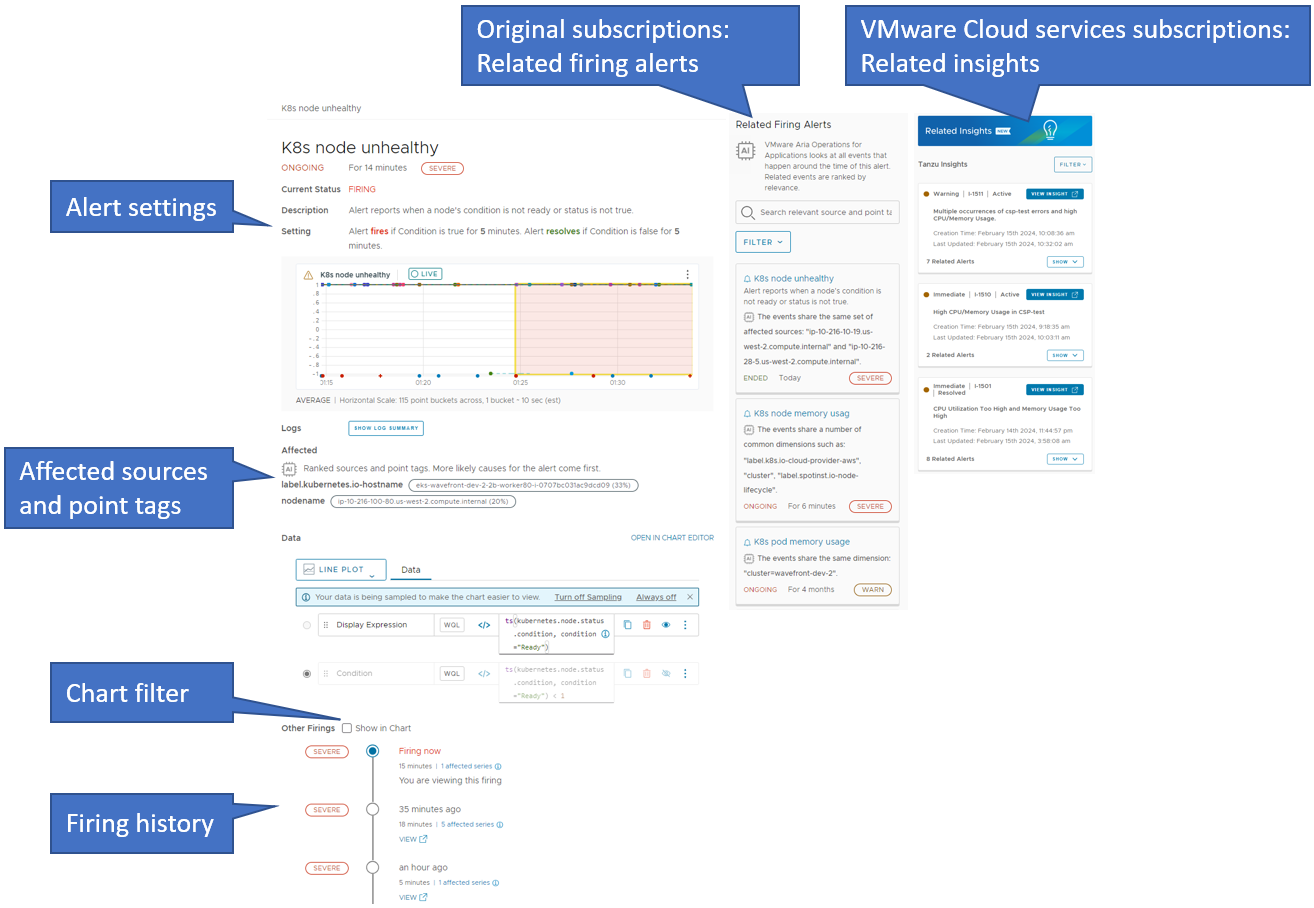 Original subscriptions:
Related firing alerts
VMware Cloud services subscriptions:
Related insights
Alert settings
Affected sources
and point tags
Chart filter
Firing history
K8s node unhealthy
K8s node unhealthy
ONGOING For 14 minutes SEVERE
Current Status FIRING
Description Alert reports when a node's condition is not ready or status is not true.
Setting Alert fires if Condition is true for 5 minutes. Alert resolves if Condition is false for 5
minutes.
K8s node unhealthy LIVE
1
.8
.6
.4
.2
0
-.2
-.4
-.6
-.8
-1
01:15 01:20 01:25 01:30
AVERAGE | Horizontal Scale: 115 point buckets across, 1 bucket ~ 10 sec (est)
Logs SHOW LOG SUMMARY
Affected
AI Ranked sources and point tags. More likely causes for the alert come first.
label.kubernetes.io-hostname eks-wavefront-dev-2-2b-worker80-i-0707bc031ac9dcd09 (33%)
nodename ip-10-216-100-80.us-west-2.compute.internal (20%)
Data OPEN IN CHART EDITOR
LINE PLOT Data
Your data is being sampled to make the chart easier to view. Turn off Sampling Always off
Display Expression WQL </> ts(kubernetes.node.status
.condition, condition
="Ready")
Condition WQL </> ts(kubernetes.node.status
.condition, condition
="Ready") < 1
Other Firings Show in Chart
SEVERE Firing now
15 minutes | 1 affected series
You are viewing this firing
SEVERE 35 minutes ago
18 minutes | 5 affected series
VIEW
SEVERE an hour ago
5 minutes | 1 affected series
VIEW
Related Firing Alerts
AI VMware Aria Operations for
Applications looks at all events that
happen around the time of this alert.
Related events are ranked by
relevance.
Search relevant source and point ta
FILTER
K8s node unhealthy
Alert reports when a node's condition is
not ready or status is not true.
AI The events share the same set of
affected sources: "ip-10-216-10-19.us-
west-2.compute.internal" and "ip-10-216-
28-5.us-west-2.compute.internal".
ENDED Today SEVERE
K8s node memory usag
AI The events share a number of
common dimensions such as:
"label.k8s.io-cloud-provider-aws",
"cluster", "label.spotinst.io-node-
lifecycle".
ONGOING For 6 minutes SEVERE
K8s pod memory usage
AI The events share the same dimension:
"cluster=wavefront-dev-2".
ONGOING For 4 months WARN
Related Insights NEW
Tanzu Insights FILTER
Warning | I-1511 | Active VIEW INSIGHT
Multiple occurrences of csp-test errors and high
CPU/Memory Usage.
Creation Time: February 15th 2024, 10:08:36 am
Last Updated: February 15th 2024, 10:32:02 am
7 Related Alerts SHOW
Immediate | I-1510 | Active VIEW INSIGHT
High CPU/Memory Usage in CSP-test
Creation Time: February 15th 2024, 9:18:35 am
Last Updated: February 15th 2024, 10:03:11 am
2 Related Alerts SHOW
Immediate | I-1501
| Resolved VIEW INSIGHT
CPU Utilization Too High and Memory Usage Too
High
Creation Time: February 14th 2024, 11:44:57 pm
Last Updated: February 15th 2024, 3:58:08 am
8 Related Alerts SHOW